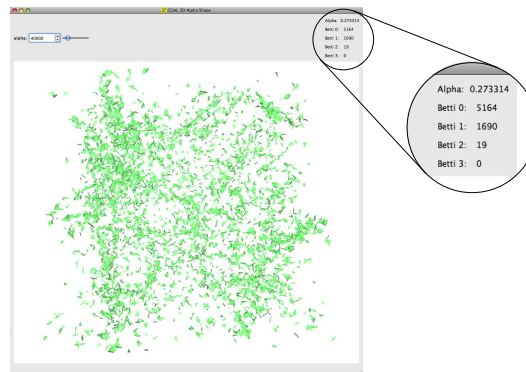 CGAL 3D Alpha Shape
alpha: 40000
Alpha: 0.273314
Betti 0: 5164
Betti 1: 1690
Betti 2: 19
Betti 3: 0
Alpha: 0.273314
Betti 0: 5164
Betti 1: 1690
Betti 2: 19
Betti 3: 0